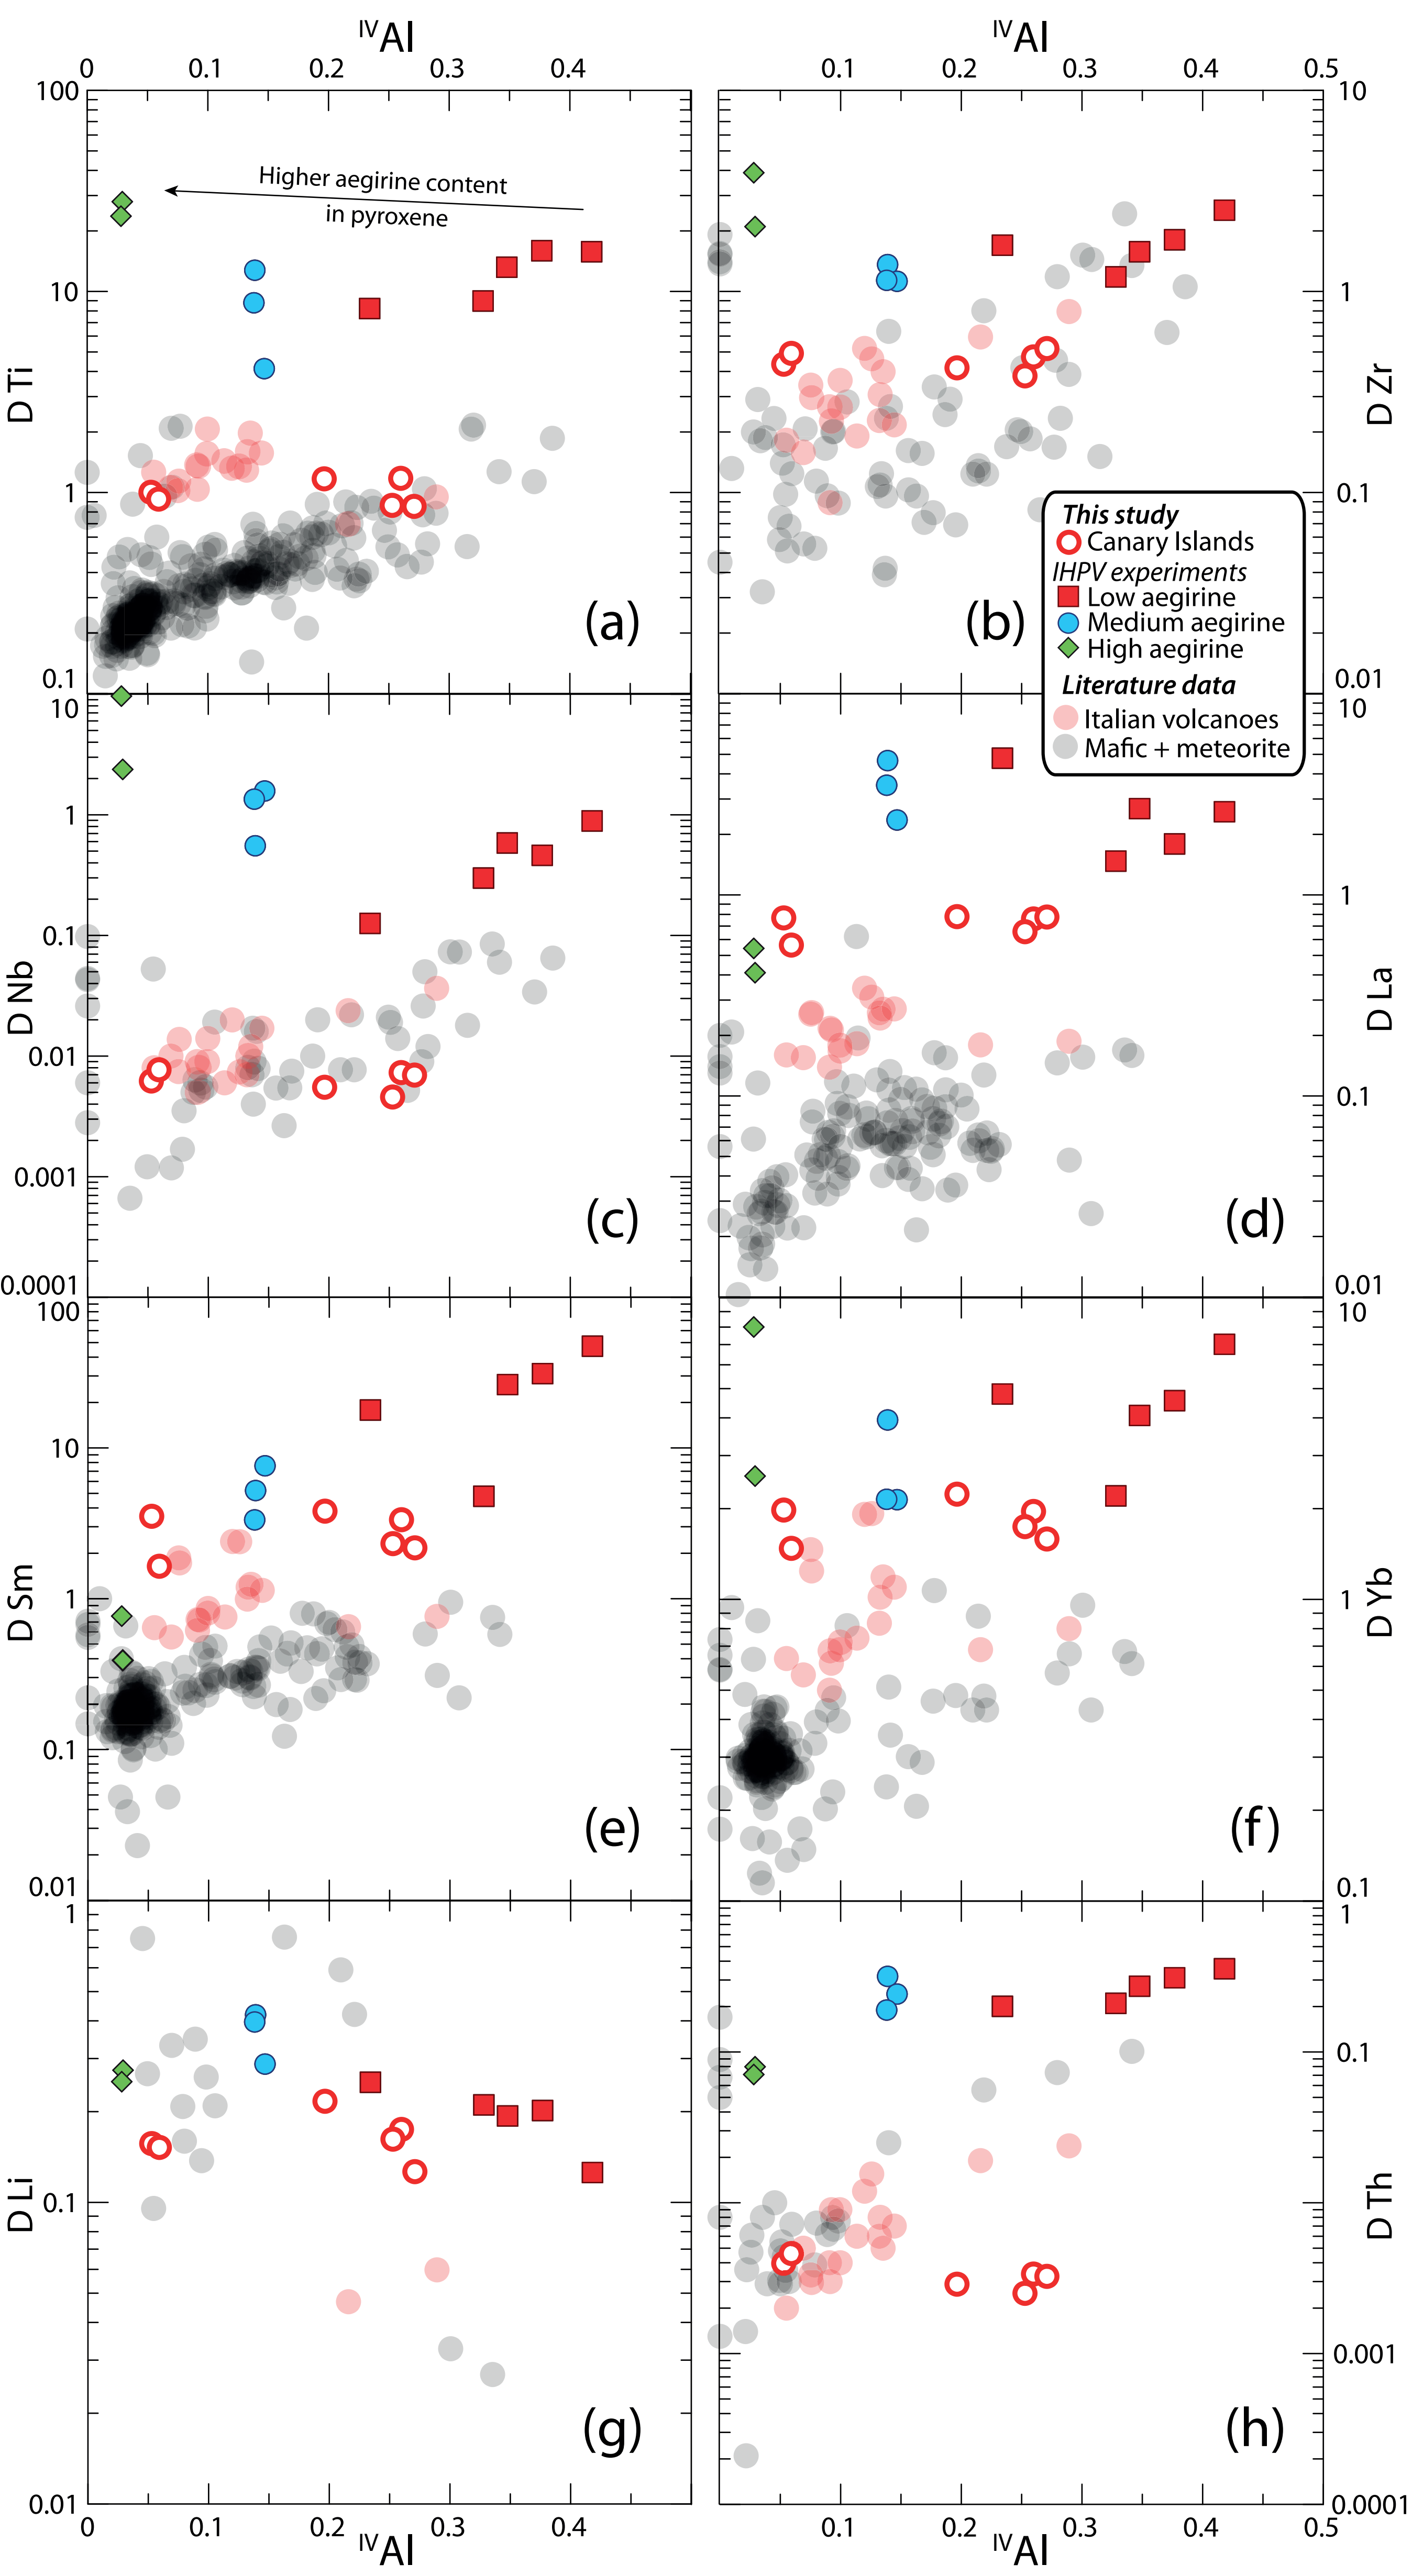 IVAl IVAl
0 0.1 0.2 0.3 0.4 0.1 0.2 0.3 0.4 0.5
100 10
Higher aegirine content
in pyroxene
10 1
D Ti D Zr
1 0.1
This study
Canary Islands
IHPV experiments
Low aegirine
Medium aegirine
High aegirine
Literature data
Italian volcanoes
Mafic + meteorite
(a) (b)
0.1 0.01
10 10
1 1
0.1
D Nb D La
0.01 0.1
0.001
(c) (d)
0.0001 0.01
100 10
10
D Sm D Yb
1 1
0.1
(e) (f)
0.01 0.1
1 1
0.1
D Li D Th
0.1
0.001
(g) (h)
0.01 0.0001
0 0.1 0.2 0.3 0.4 0.1 0.2 0.3 0.4 0.5
IVAl IVAl